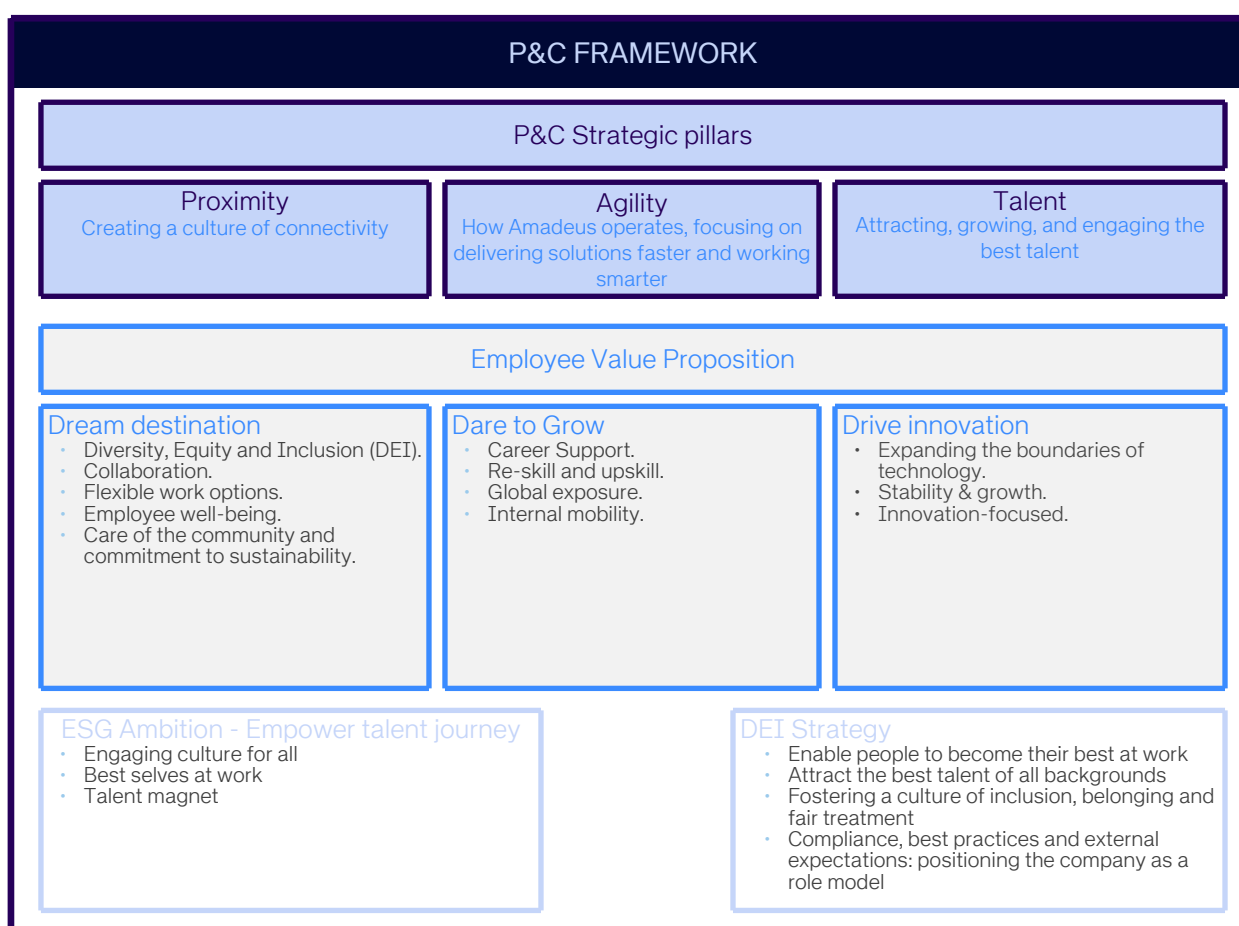 P&C FRAMEWORK
P&C Strategic pillars
Proximity
Creating a culture of connectivity
Agility
How Amadeus operates, focusing on
delivering solutions faster and working
smarter
Talent
Attracting, growing, and engaging the
best talent
Employee Value Proposition
Dream destination
• Diversity, Equity and Inclusion (DEI).
• Collaboration.
• Flexible work options.
• Employee well-being.
• Care of the community and
commitment to sustainability.
Dare to Grow
• Career Support.
• Re-skill and upskill.
• Global exposure.
• Internal mobility.
Drive innovation
• Expanding the boundaries of
technology.
• Stability & growth.
• Innovation-focused.
ESG Ambition - Empower talent journey
• Engaging culture for all
• Best selves at work
• Talent magnet
DEI Strategy
• Enable people to become their best at work
• Attract the best talent of all backgrounds
• Fostering a culture of inclusion, belonging and
fair treatment
• Compliance, best practices and external
expectations: positioning the company as a
role model